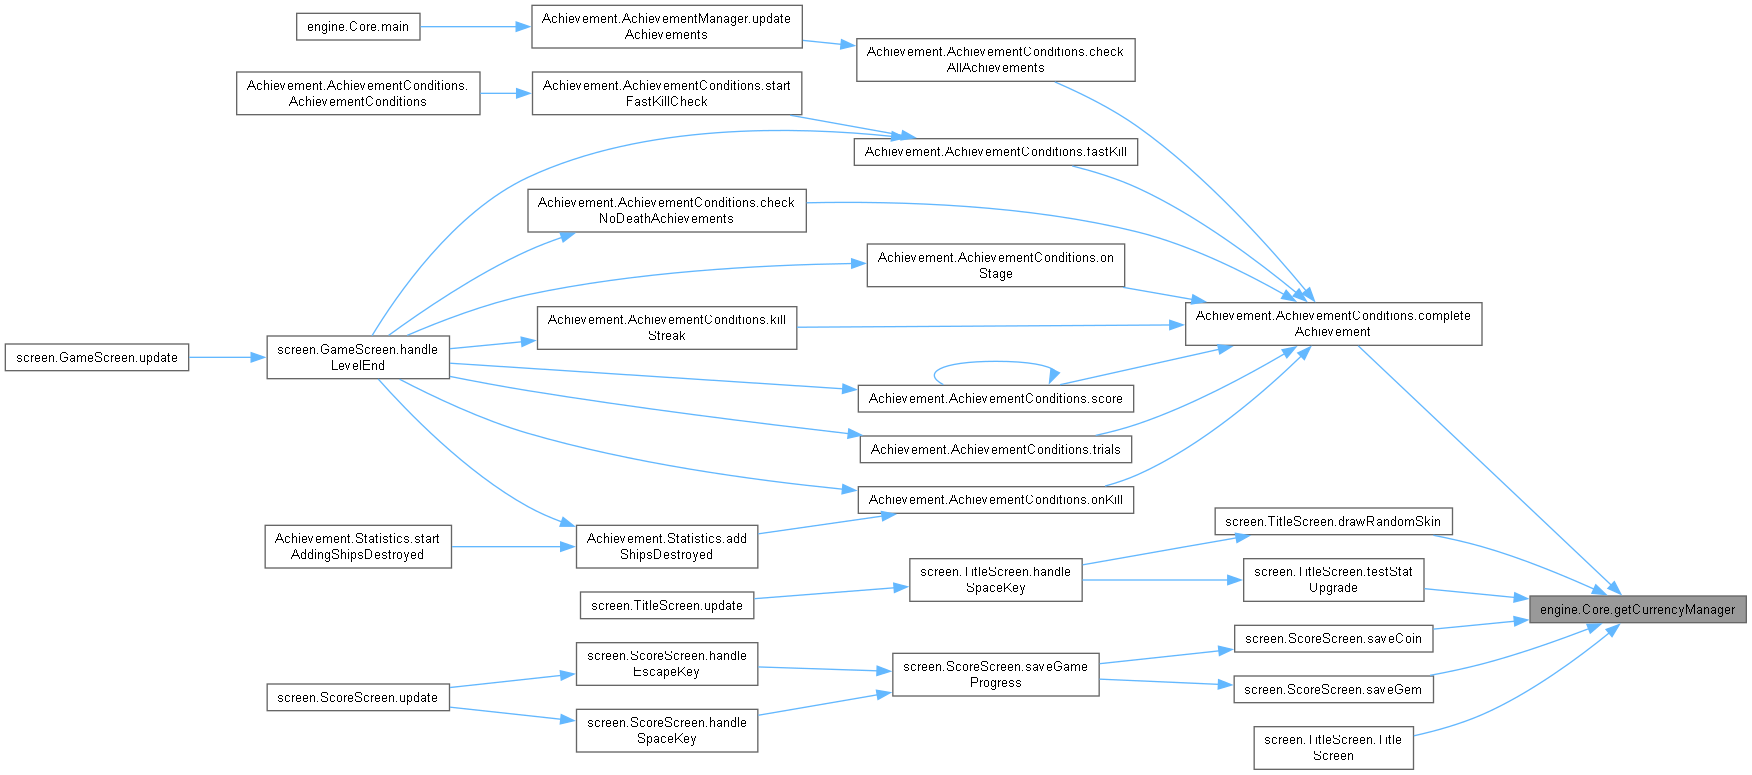 engine.Core.main
Achievement.AchievementManager.update
Achievements
Achievement.AchievementConditions.check
AllAchievements
Achievement.AchievementConditions.
AchievementConditions
Achievement.AchievementConditions.start
FastKillCheck
Achievement.AchievementConditions.fastKill
Achievement.AchievementConditions.check
NoDeathAchievements
Achievement.AchievementConditions.on
Stage
Achievement.AchievementConditions.complete
Achievement
Achievement.AchievementConditions.kill
Streak
screen.GameScreen.update
screen.GameScreen.handle
LevelEnd
Achievement.AchievementConditions.score
Achievement.AchievementConditions.trials
Achievement.AchievementConditions.onKill
screen.TitleScreen.drawRandomSkin
Achievement.Statistics.start
AddingShipsDestroyed
Achievement.Statistics.add
ShipsDestroyed
screen.TitleScreen.handle
SpaceKey
screen.TitleScreen.testStat
Upgrade
screen.TitleScreen.update
engine.Core.getCurrencyManager
screen.ScoreScreen.saveCoin
screen.ScoreScreen.handle
EscapeKey
screen.ScoreScreen.saveGame
Progress
screen.ScoreScreen.saveGem
screen.ScoreScreen.update
screen.ScoreScreen.handle
SpaceKey
screen.TitleScreen.Title
Screen